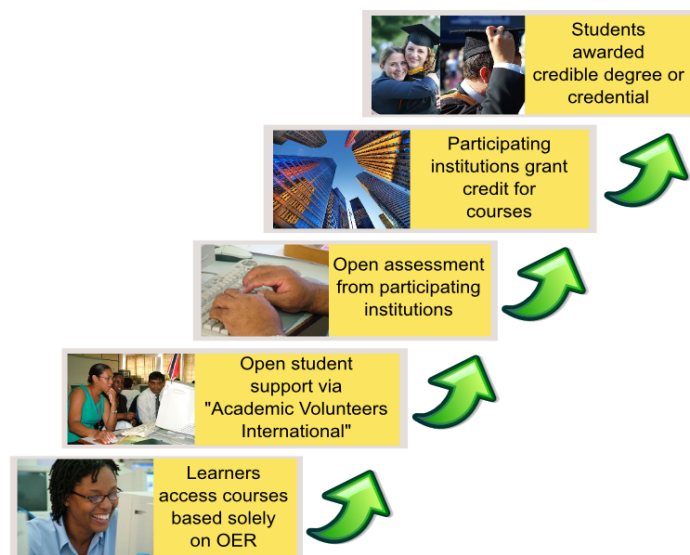 Students
awarded
credible degree or
credential
Participating
institutions grant
credit for
courses
Open assessment
from participating
institutions
Open student
support via
"Academic Volunteers
International"
Learners
access courses
based solely
on OER